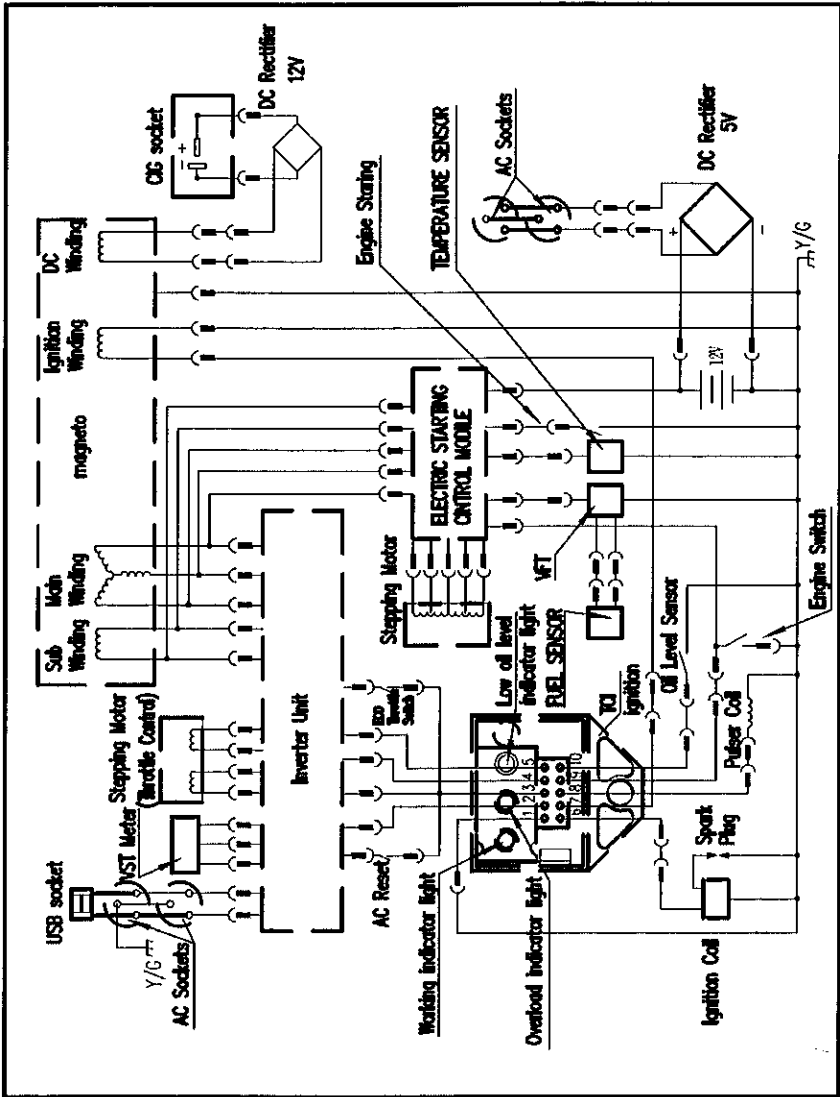 USB socket
Y/G
AC Sockets
VST Meter
Stepping Motor
(Throttle Control)
Sub
Winding
Main
Winding
magneto
Ignition
Winding
DC
Winding
CIG socket
- +
DC Rectifier
12V
Inverter Unit
AC Reset
ECO
Throttle
Switch
Stepping Motor
ELECTRIC STARTING
CINTROL MODILE
Engine Staring
TEMPERATURE SENSOR
AC Sockets
Working indicator light
Overload indicator light
Low oil level
indicator light
FUEL SENSOR
VFT
1 2 3 4 5
6 7 8 9 10
TCI
ignition
Oil Level Sensor
Pulser Coil
Engine Switch
Ignition Coil
Spark
Plug
12V
+
-
DC Rectifier
5V
Y/G